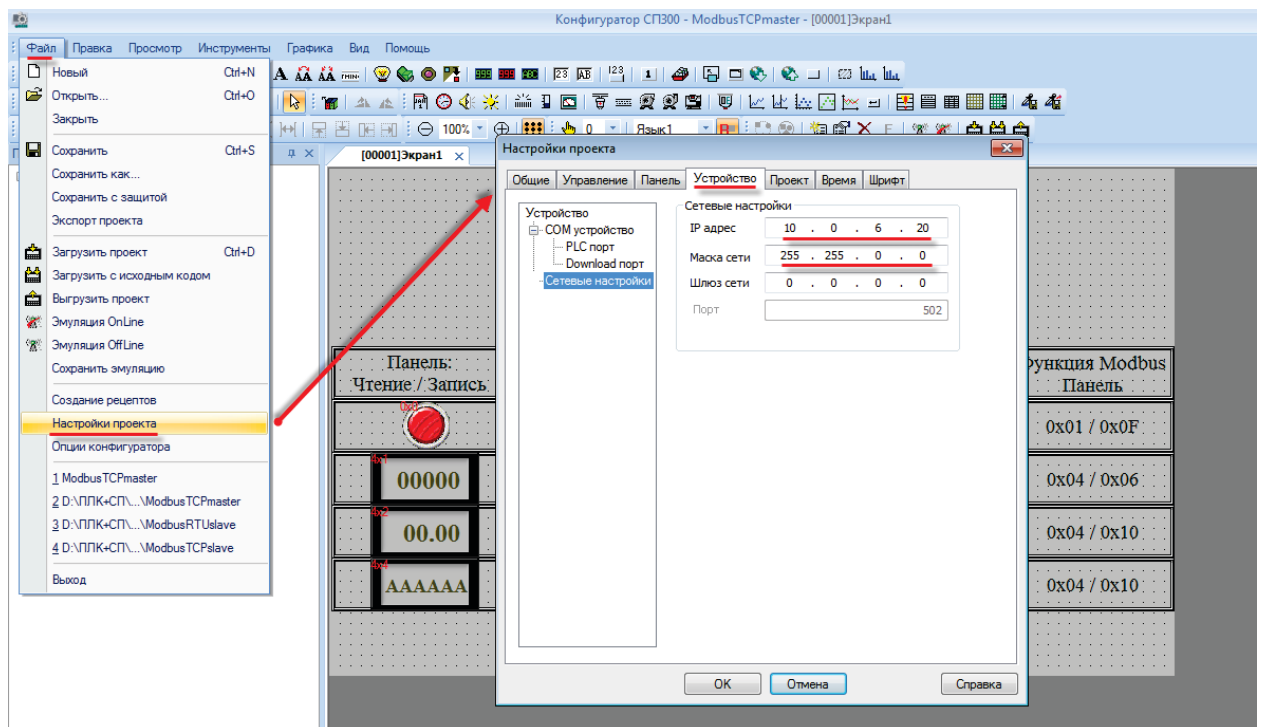 Конфигуратор СП300 - ModbusTCPmaster - [00001]Экран1
Файл Правка Просмотр Инструменты Графика Вид Помощь
Новый Ctrl+N
Открыть... Ctrl+O
Закрыть
Сохранить Ctrl+S
Сохранить как...
Сохранить с защитой
Экспорт проекта
Загрузить проект Ctrl+D
Загрузить с исходным кодом
Выгрузить проект
Эмуляция OnLine
Эмуляция OffLine
Сохранить эмуляцию
Создание рецептов
Настройки проекта
Опции конфигуратора
1 ModbusTCPmaster
2 D:\ПЛК+СП\...\ModbusTCPmaster
3 D:\ПЛК+СП\...\ModbusRTUslave
4 D:\ПЛК+СП\...\ModbusTCPslave
Выход
100% 0 Язык1
[00001]Экран1
Настройки проекта
Общие Управление Панель Устройство Проект Время Шрифт
Устройство
COM устройство
PLC порт
Download порт
Сетевые настройки
Сетевые настройки
IP адрес 10 . 0 . 6 . 20
Маска сети 255 . 255 . 0 . 0
Шлюз сети 0 . 0 . 0 . 0
Порт 502
OK Отмена Справка
Панель:
Чтение / Запись
4x1
00000
4x2
00.00
4x4
AAAAAA
Функция Modbus
Панель
0x01 / 0x0F
0x04 / 0x06
0x04 / 0x10
0x04 / 0x10